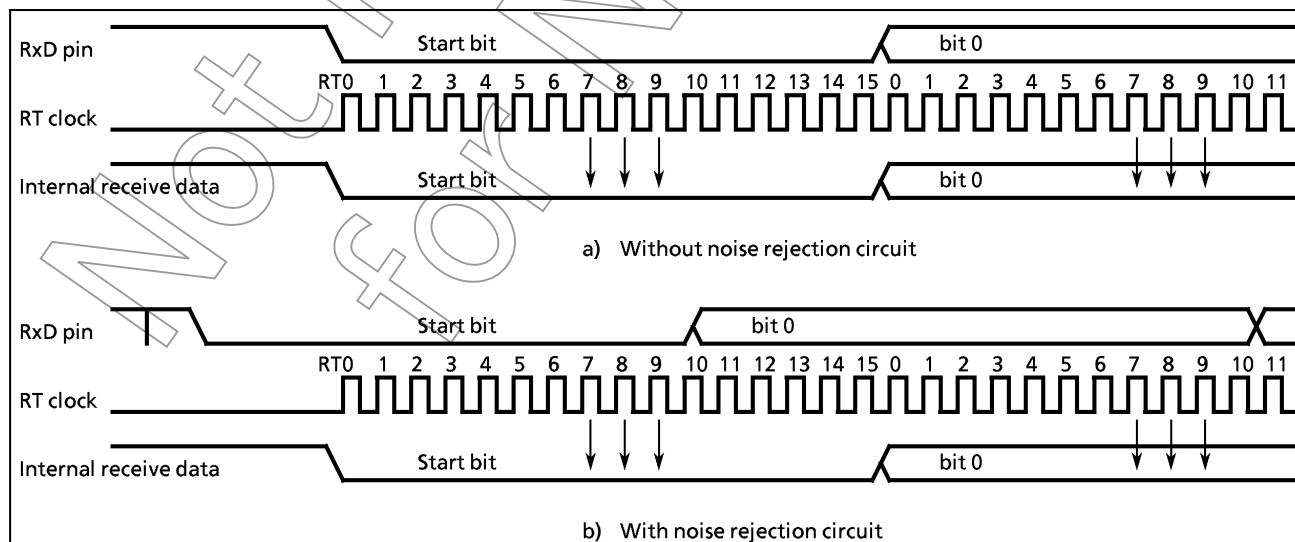 RxD pin Start bit bit 0
RT0 1 2 3 4 5 6 7 8 9 10 11 12 13 14 15 0 1 2 3 4 5 6 7 8 9 10 11
RT clock
Internal receive data Start bit bit 0
a) Without noise rejection circuit
RxD pin Start bit bit 0
RT0 1 2 3 4 5 6 7 8 9 10 11 12 13 14 15 0 1 2 3 4 5 6 7 8 9 10 11
RT clock
Internal receive data Start bit bit 0
b) With noise rejection circuit
Not
for N